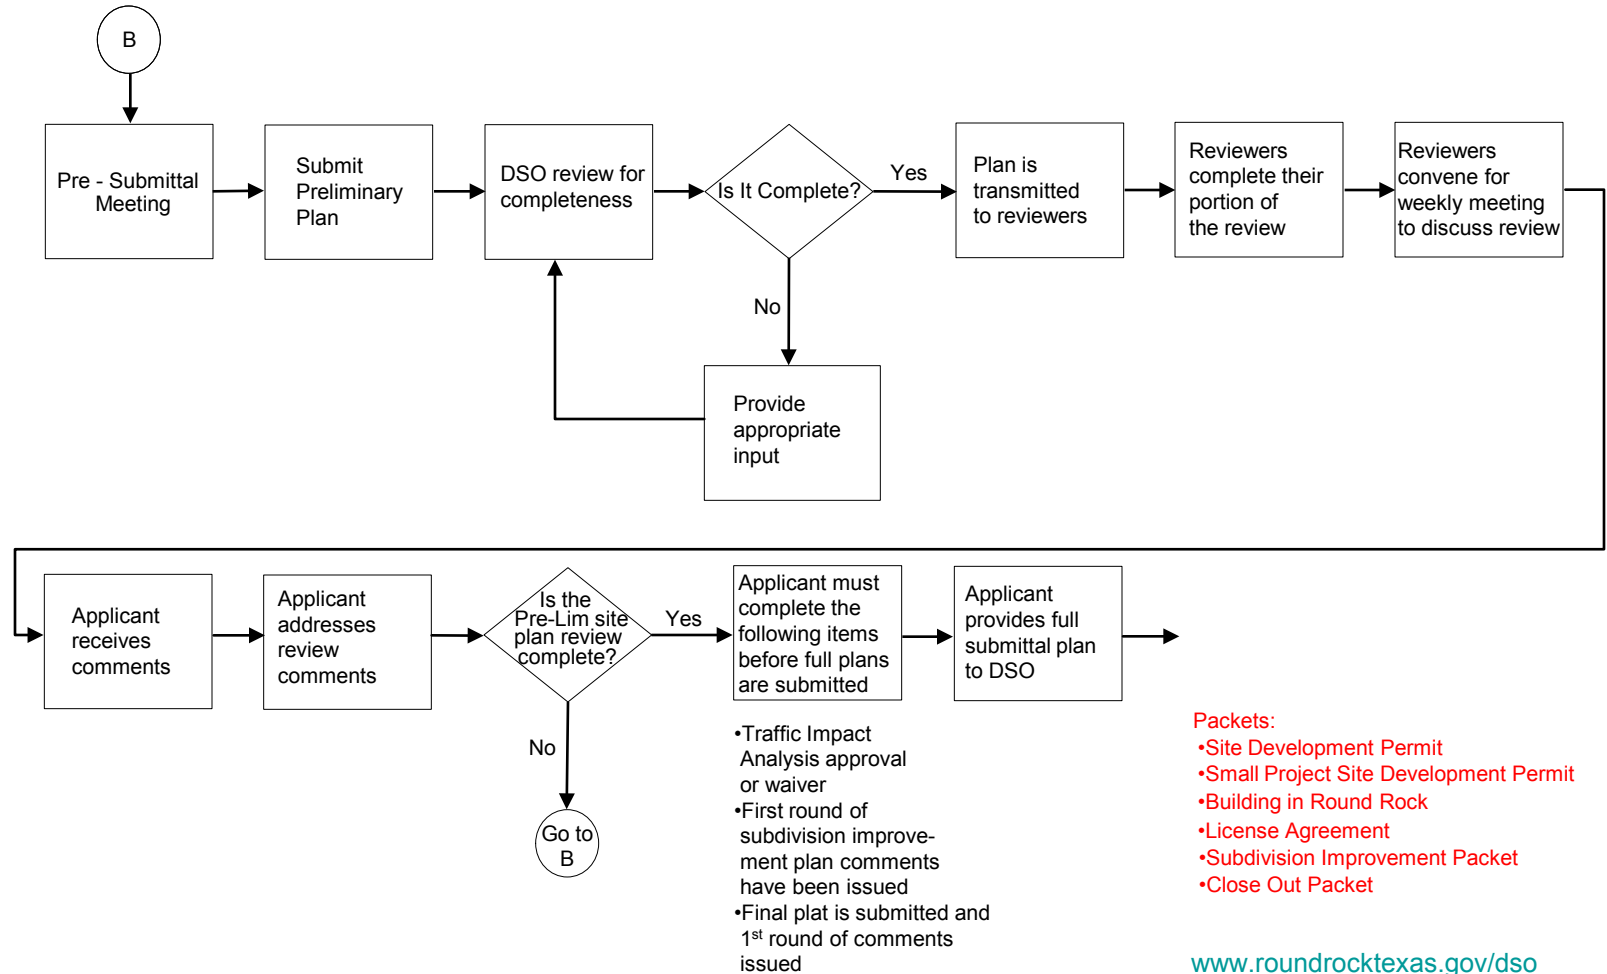 B
Pre - Submittal
Meeting
Submit
Preliminary
Plan
DSO review for
completeness
Is It Complete?
Yes
Plan is
transmitted
to reviewers
Reviewers
complete their
portion of
the review
Reviewers
convene for
weekly meeting
to discuss review
No
Provide
appropriate
input
Applicant
receives
comments
Applicant
addresses
review
comments
Is the
Pre-Lim site
plan review
complete?
Yes
Applicant must
complete the
following items
before full plans
are submitted
Applicant
provides full
submittal plan
to DSO
No
Go to
B
•Traffic Impact
Analysis approval
or waiver
•First round of
subdivision improve-
ment plan comments
have been issued
•Final plat is submitted and
1st round of comments
issued
Packets:
•Site Development Permit
•Small Project Site Development Permit
•Building in Round Rock
•License Agreement
•Subdivision Improvement Packet
•Close Out Packet
www.roundrocktexas.gov/dso